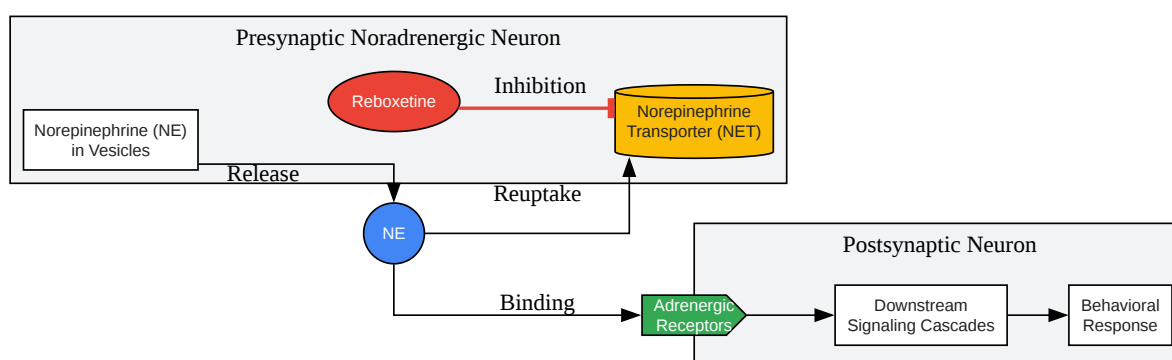 Presynaptic Noradrenergic Neuron
Reboxetine
Inhibition
Norepinephrine
Transporter (NET)
Norepinephrine (NE)
in Vesicles
Release
Reuptake
NE
Postsynaptic Neuron
Binding
Adrenergic
Receptors
Downstream
Signaling Cascades
Behavioral
Response